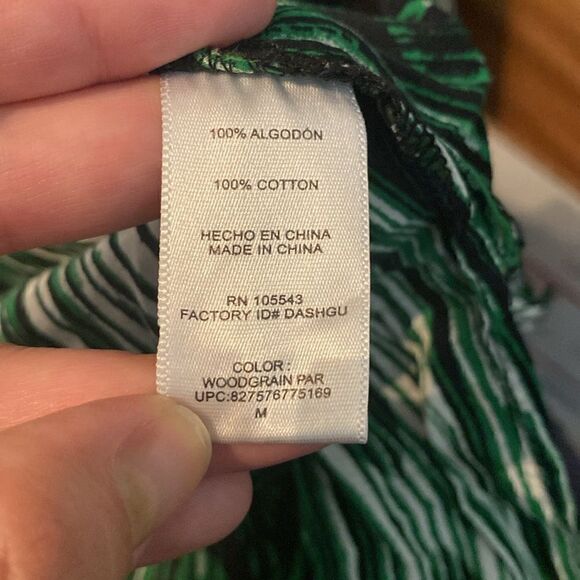 100% ALGODÓN
100% COTTON
HECHO EN CHINA
MADE IN CHINA
RN 105543
FACTORY ID# DASHGU
COLOR :
WOODGRAIN PAR
UPC:827576775169
M